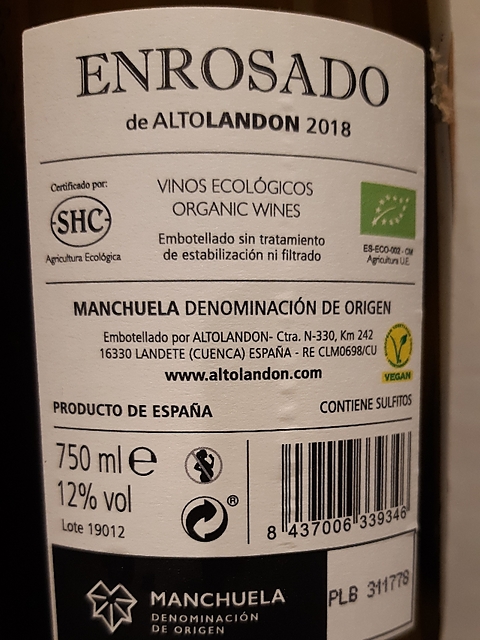 ENROSADO
de ALTOLANDON 2018
Certificado por:
SHC
Agricultura Ecológica
VINOS ECOLÓGICOS
ORGANIC WINES
Embotellado sin tratamiento
de estabilización ni filtrado
ES-ECO-002-CM
Agricultura U.E
MANCHUELA DENOMINACIÓN DE ORIGEN
Embotellado por ALTOLANDON- Ctra. N-330, Km 242
16330 LANDETE (CUENCA) ESPAÑA - RE CLM0698/CU
www.altolandon.com
V
VEGAN
PRODUCTO DE ESPAÑA
CONTIENE SULFITOS
750 ml e
12% vol
Lote 19012
®
8 437006 339346
MANCHUELA
DENOMINACIÓN
DE ORIGEN
PLB 311778